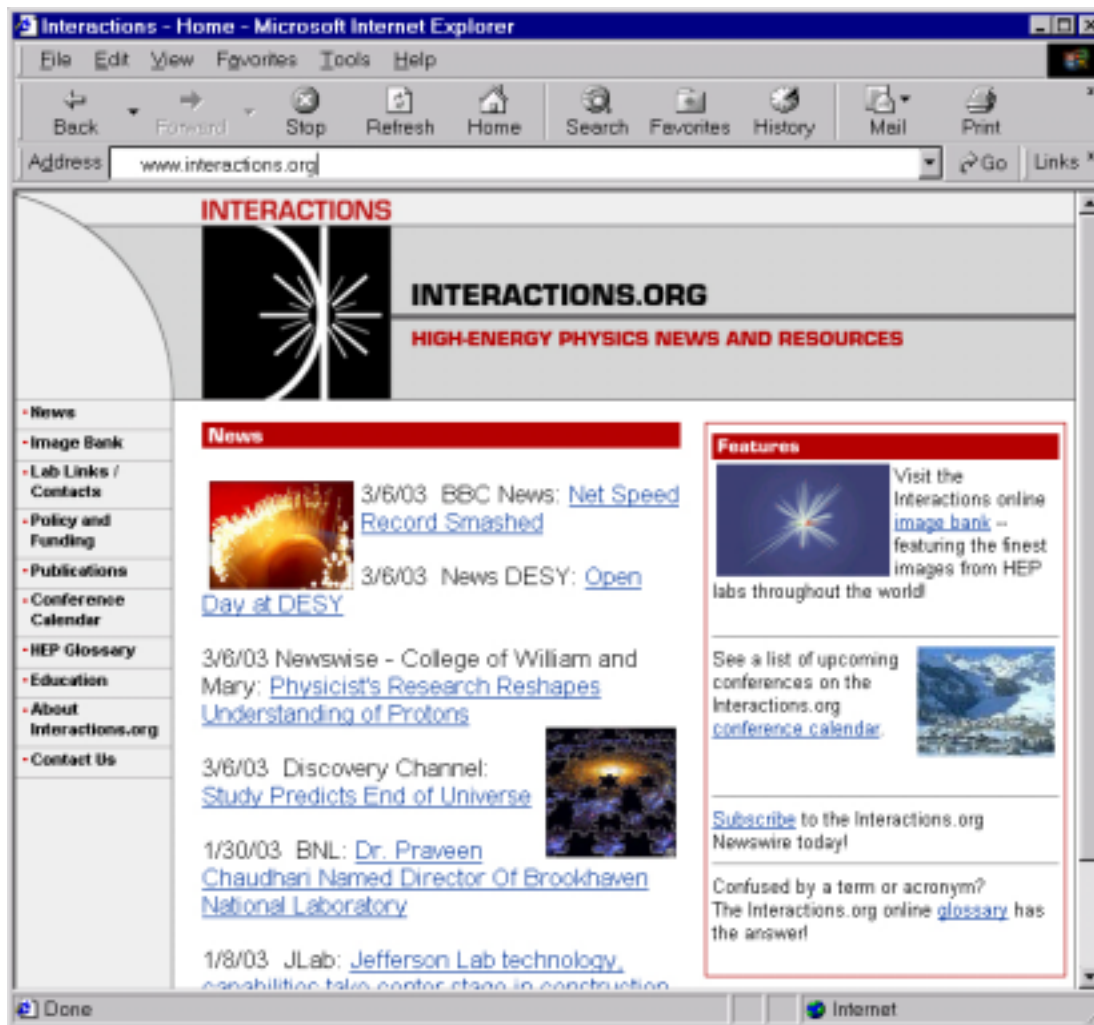 Interactions - Home - Microsoft Internet Explorer
File Edit View Favorites Tools Help
Back Forward Stop Refresh Home Search Favorites History Mail Print
Address www.interactions.org Go Links
INTERACTIONS
INTERACTIONS.ORG
HIGH-ENERGY PHYSICS NEWS AND RESOURCES
News
Image Bank
Lab Links /
Contacts
Policy and
Funding
Publications
Conference
Calendar
HEP Glossary
Education
About
Interactions.org
Contact Us
News
3/6/03 BBC News: Net Speed
Record Smashed
3/6/03 News DESY: Open
Day at DESY
3/6/03 Newswise - College of William and
Mary: Physicist's Research Reshapes
Understanding of Protons
3/6/03 Discovery Channel:
Study Predicts End of Universe
1/30/03 BNL: Dr. Praveen
Chaudhari Named Director Of Brookhaven
National Laboratory
1/8/03 JLab: Jefferson Lab technology,
capabilities take center stage in construction
Features
Visit the
Interactions online
image bank --
featuring the finest
images from HEP
labs throughout the world!
See a list of upcoming
conferences on the
Interactions.org
conference calendar.
Subscribe to the Interactions.org
Newswire today!
Confused by a term or acronym?
The Interactions.org online glossary has
the answer!
Done Internet